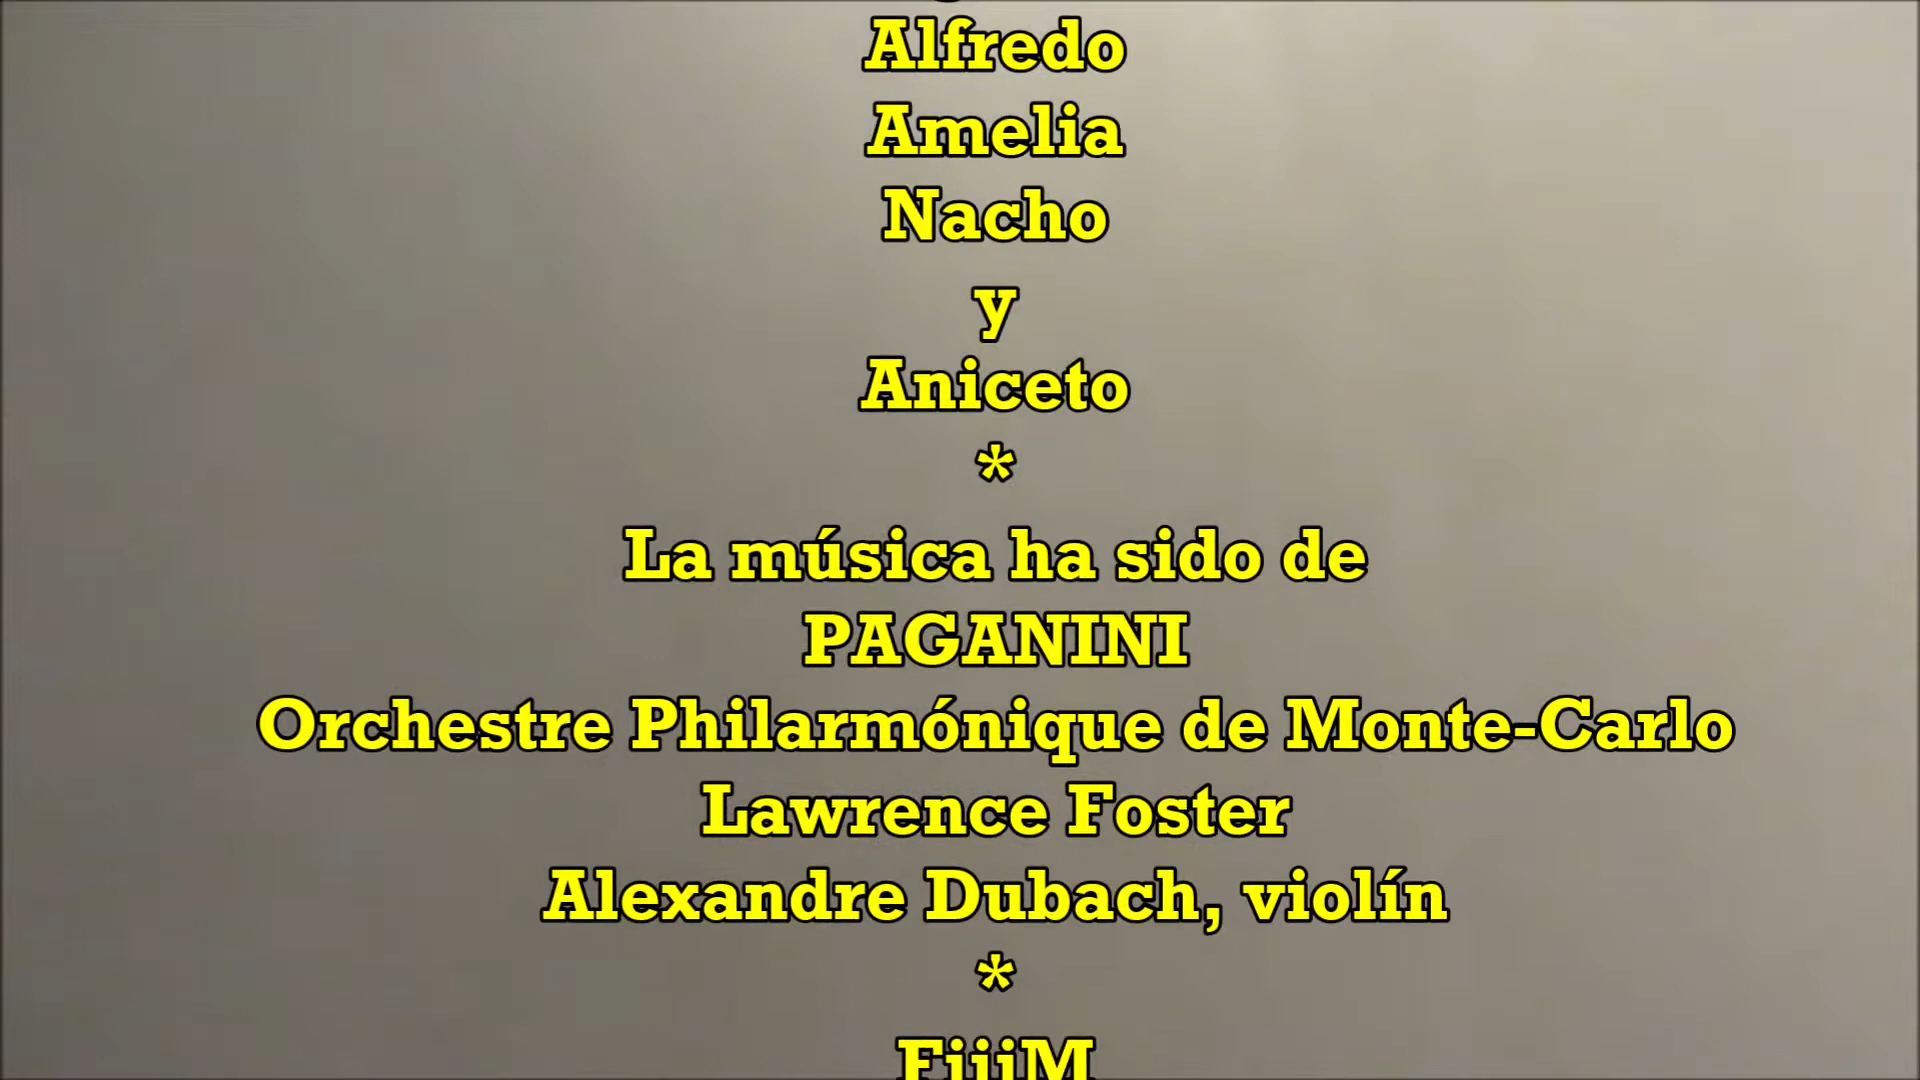 Alfredo
Amelia
Nacho
y
Aniceto
*
La música ha sido de
PAGANINI
Orchestre Philarmónique de Monte-Carlo
Lawrence Foster
Alexandre Dubach, violín
*
FiiiM